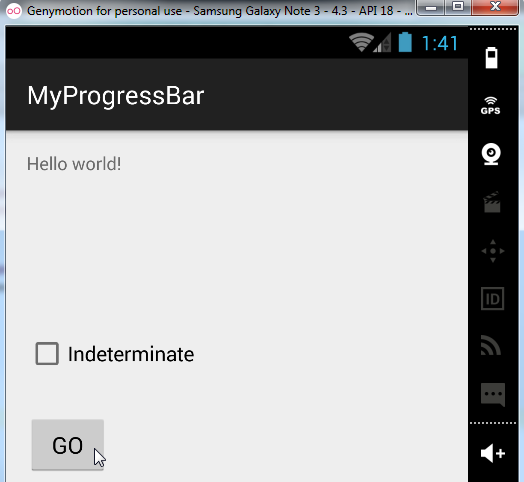 Genymotion for personal use - Samsung Galaxy Note 3 - 4.3 - API 18 - ...
1:41
MyProgressBar
GPS
Hello world!
ID
Indeterminate
GO